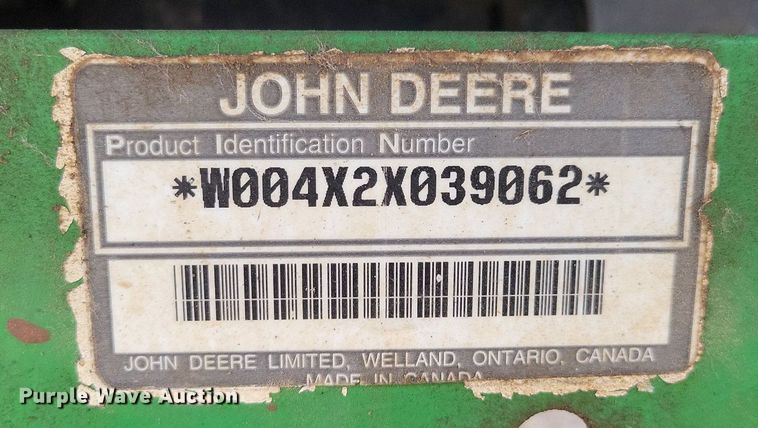 JOHN DEERE
Product Identification Number
*W004X2X039062*
JOHN DEERE LIMITED, WELLAND, ONTARIO, CANADA
MADE IN CANADA
Purple Wave Auction